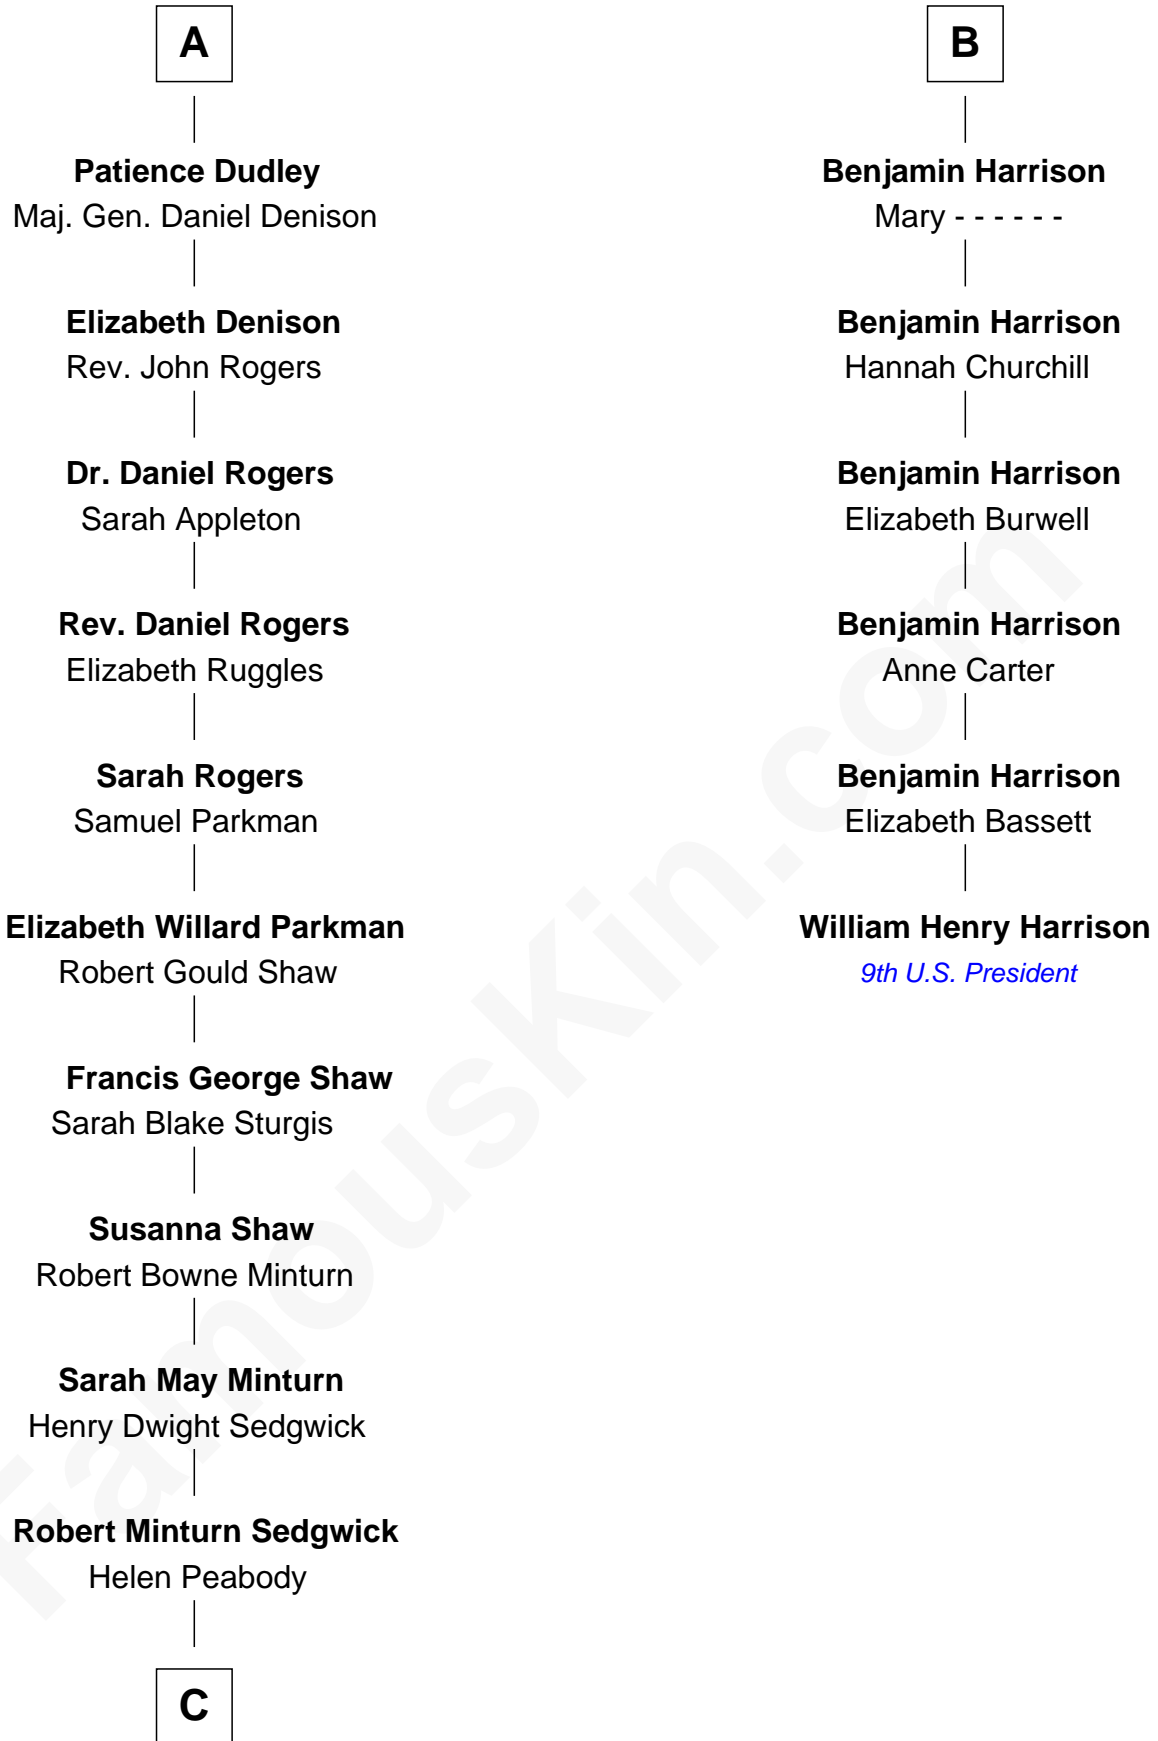 A
Patience Dudley
Maj. Gen. Daniel Denison
Elizabeth Denison
Rev. John Rogers
Dr. Daniel Rogers
Sarah Appleton
Rev. Daniel Rogers
Elizabeth Ruggles
Sarah Rogers
Samuel Parkman
Elizabeth Willard Parkman
Robert Gould Shaw
Francis George Shaw
Sarah Blake Sturgis
Susanna Shaw
Robert Bowne Minturn
Sarah May Minturn
Henry Dwight Sedgwick
Robert Minturn Sedgwick
Helen Peabody
C
B
Benjamin Harrison
Mary - - - - - -
Benjamin Harrison
Hannah Churchill
Benjamin Harrison
Elizabeth Burwell
Benjamin Harrison
Anne Carter
Benjamin Harrison
Elizabeth Bassett
William Henry Harrison
9th U.S. President
FamousKin.com